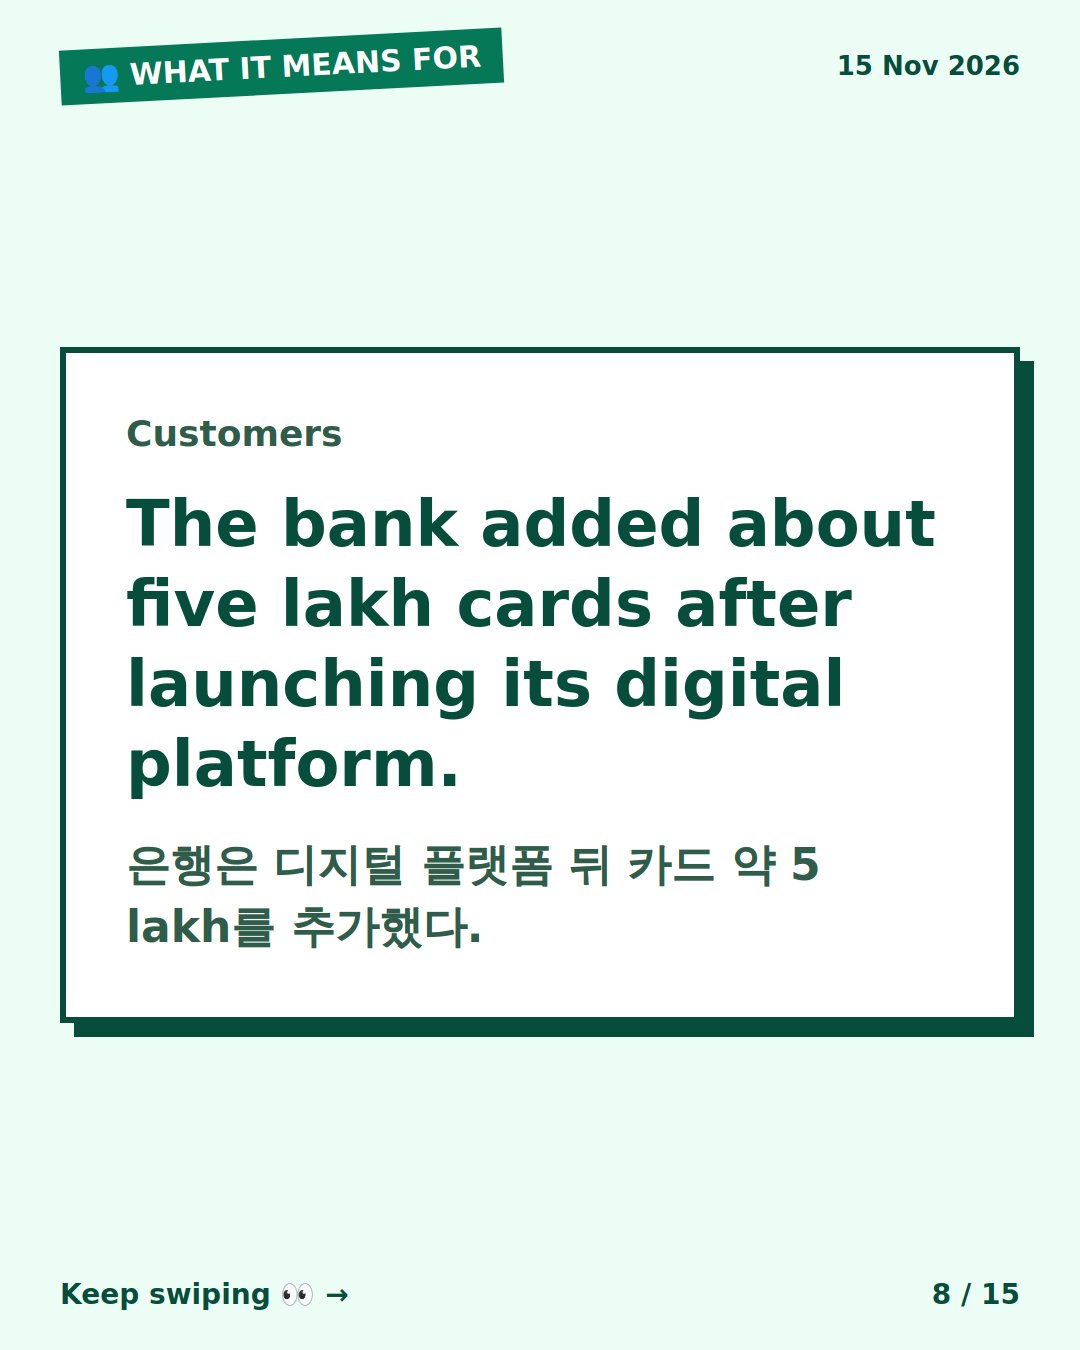 👥 WHAT IT MEANS FOR
15 Nov 2026
Customers
The bank added about
five lakh cards after
launching its digital
platform.
은행은 디지털 플랫폼 뒤 카드 약 5
lakh를 추가했다.
Keep swiping 👀 →
8 / 15